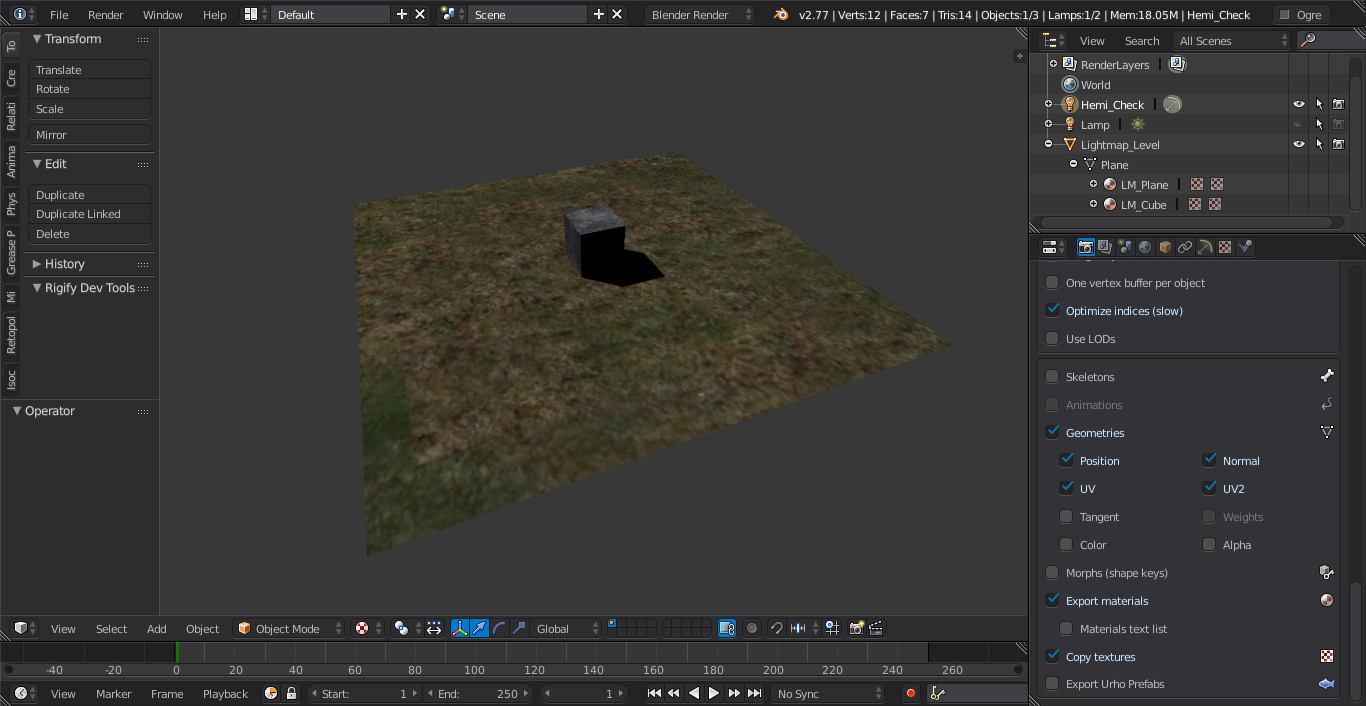 File Render Window Help Default Scene Blender Render v2.77 | Verts:12 | Faces:7 | Tris:14 | Objects:1/3 | Lamps:1/2 | Mem:18.05M | Hemi_Check Ogre
To
Cre
Relati
Anima
Phys
Grease P
Mi
Retopol
Isoc
Transform
Translate
Rotate
Scale
Mirror
Edit
Duplicate
Duplicate Linked
Delete
History
Rigify Dev Tools
Operator
View Select Add Object Object Mode Global
-40 -20 0 20 40 60 80 100 120 140 160 180 200 220 240 260
View Marker Frame Playback Start: 1 End: 250 1 No Sync
View Search All Scenes
RenderLayers |
World
Hemi_Check |
Lamp |
Lightmap_Level
Plane
LM_Plane |
LM_Cube |
One vertex buffer per object
Optimize indices (slow)
Use LODs
Skeletons
Animations
Geometries
Position Normal
UV UV2
Tangent Weights
Color Alpha
Morphs (shape keys)
Export materials
Materials text list
Copy textures
Export Urho Prefabs